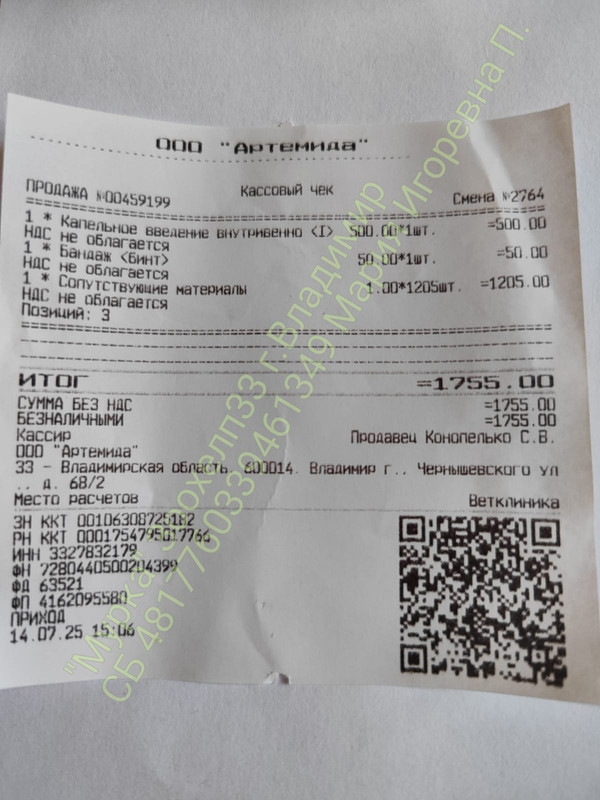 ООО "Артемида"
Кассовый чек
ПРОДАЖА №00459199 Смена №2764
1 * Капельное введение внутривенно <I> 500.00*1шт. =500.00
НДС не облагается
1 * Бандаж <бинт> 50.00*1шт. =50.00
НДС не облагается
1 * Сопутствующие материалы 1.00*1205шт. =1205.00
НДС не облагается
Позиций: 3
ИТОГ =1755.00
СУММА БЕЗ НДС =1755.00
БЕЗНАЛИЧНЫМИ =1755.00
Кассир Продавец Конопелько С.В.
ООО "Артемида"
33 - Владимирская область, 600014, Владимир г., Чернышевского ул
., д. 68/2
Место расчетов Ветклиника
ЗН ККТ 00106308725182
РН ККТ 0001754795017766
ИНН 3327832179
ФН 7280440500204399
ФД 63521
ФП 4162095580
ПРИХОД
14.07.25 15:06
"Мурка" Зоохелп33 г.Владимир
СБ 4817760339461349 Мария Игоревна П.